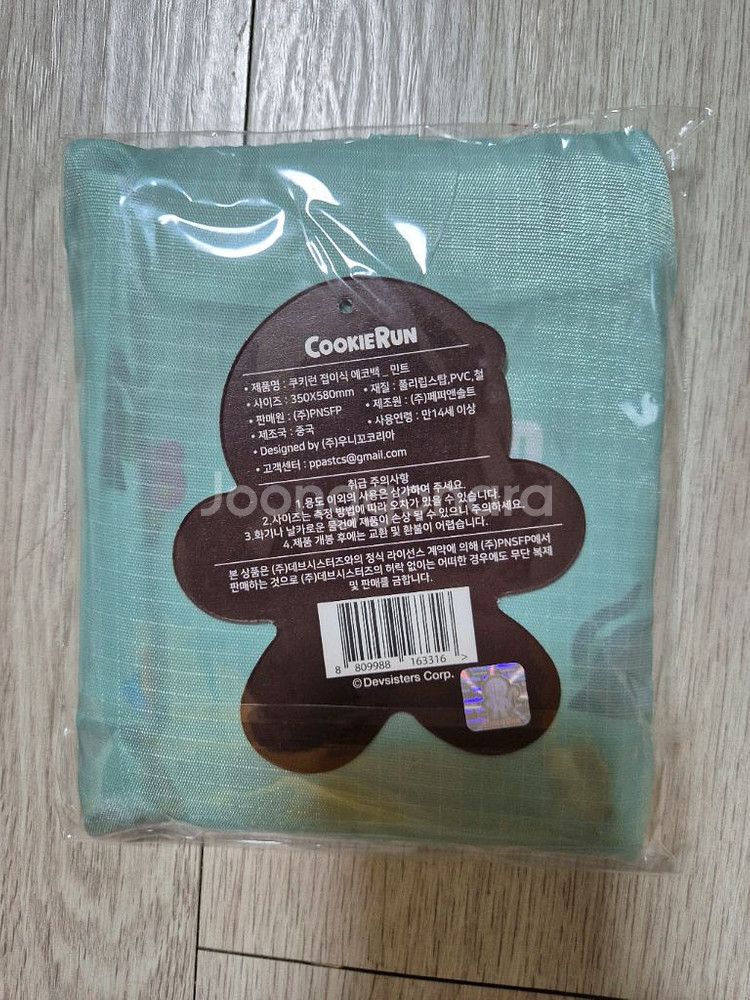 COOKIERUN
• 제품명 : 쿠키런 접이식 에코백 _ 민트
• 사이즈 : 350X580mm • 재질 : 폴리립스탑,PVC,철
• 판매원 : (주)PNSFP • 제조원 : (주)페퍼앤솔트
• 제조국 : 중국 • 사용연령 : 만14세 이상
• Designed by (주)우니꼬코리아
• 고객센터 : ppastcs@gmail.com
취급 주의사항
1.용도 이외의 사용은 삼가하여 주세요.
2.사이즈는 측정 방법에 따라 오차가 있을 수 있습니다.
3.화기나 날카로운 물건에 제품이 손상 될 수 있으니 주의하세요.
4.제품 개봉 후에는 교환 및 환불이 어렵습니다.
본 상품은 (주)데브시스터즈와의 정식 라이선스 계약에 의해 (주)PNSFP에서
판매하는 것으로 (주)데브시스터즈의 허락 없이는 어떠한 경우에도 무단 복제
및 판매를 금합니다.
8 809988 163316 >
© Devsisters Corp.
Joongonara